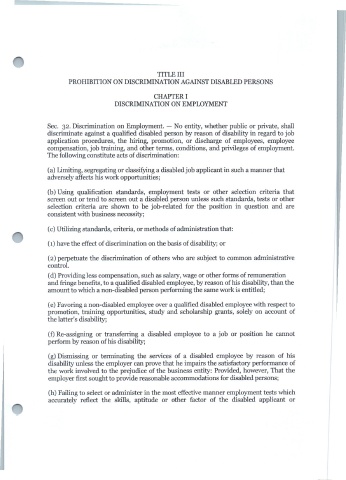 TITLE III
PROHIBITION ON DISCRIMINATION AGAINST DISABLED PERSONS
CHAPTER I
DISCRIMINATION ON EMPLOYMENT
Sec. 32. Discrimination on Employment. — No entity, whether public or private, shall
discriminate against a qualified disabled person by reason of disability in regard to job
application procedures, the hiring, promotion, or discharge of employees, employee
compensation, job training, and other terms, conditions, and privileges of employment.
The following constitute acts of discrimination:
(a) Limiting, segregating or classifying a disabled job applicant in such a manner that
adversely affects his work opportunities;
(b) Using qualification standards, employment tests or other selection criteria that
screen out or tend to screen out a disabled person unless such standards, tests or other
selection criteria are shown to be job-related for the position in question and are
consistent with business necessity;
(c) Utilizing standards, criteria, or methods of administration that:
(1) have the effect of discrimination on the basis of disability; or
(2) perpetuate the discrimination of others who are subject to common administrative
control.
(d) Providing less compensation, such as salary, wage or other forms of remuneration
and fringe benefits, to a qualified disabled employee, by reason of his disability, than the
amount to which a non-disabled person performing the same work is entitled;
(e) Favoring a non-disabled employee over a qualified disabled employee with respect to
promotion, training opportunities, study and scholarship grants, solely on account of
the latter's disability;
(f) Re-assigning or transferring a disabled employee to a job or position he cannot
perform by reason of his disability;
(g) Dismissing or terminating the services of a disabled employee by reason of his
disability unless the employer can prove that he impairs the satisfactory performance of
the work involved to the prejudice of the business entity: Provided, however, That the
employer first sought to provide reasonable accommodations for disabled persons;
(h) Failing to select or administer in the most effective manner employment tests which
accurately reflect the skills, aptitude or other factor of the disabled applicant or